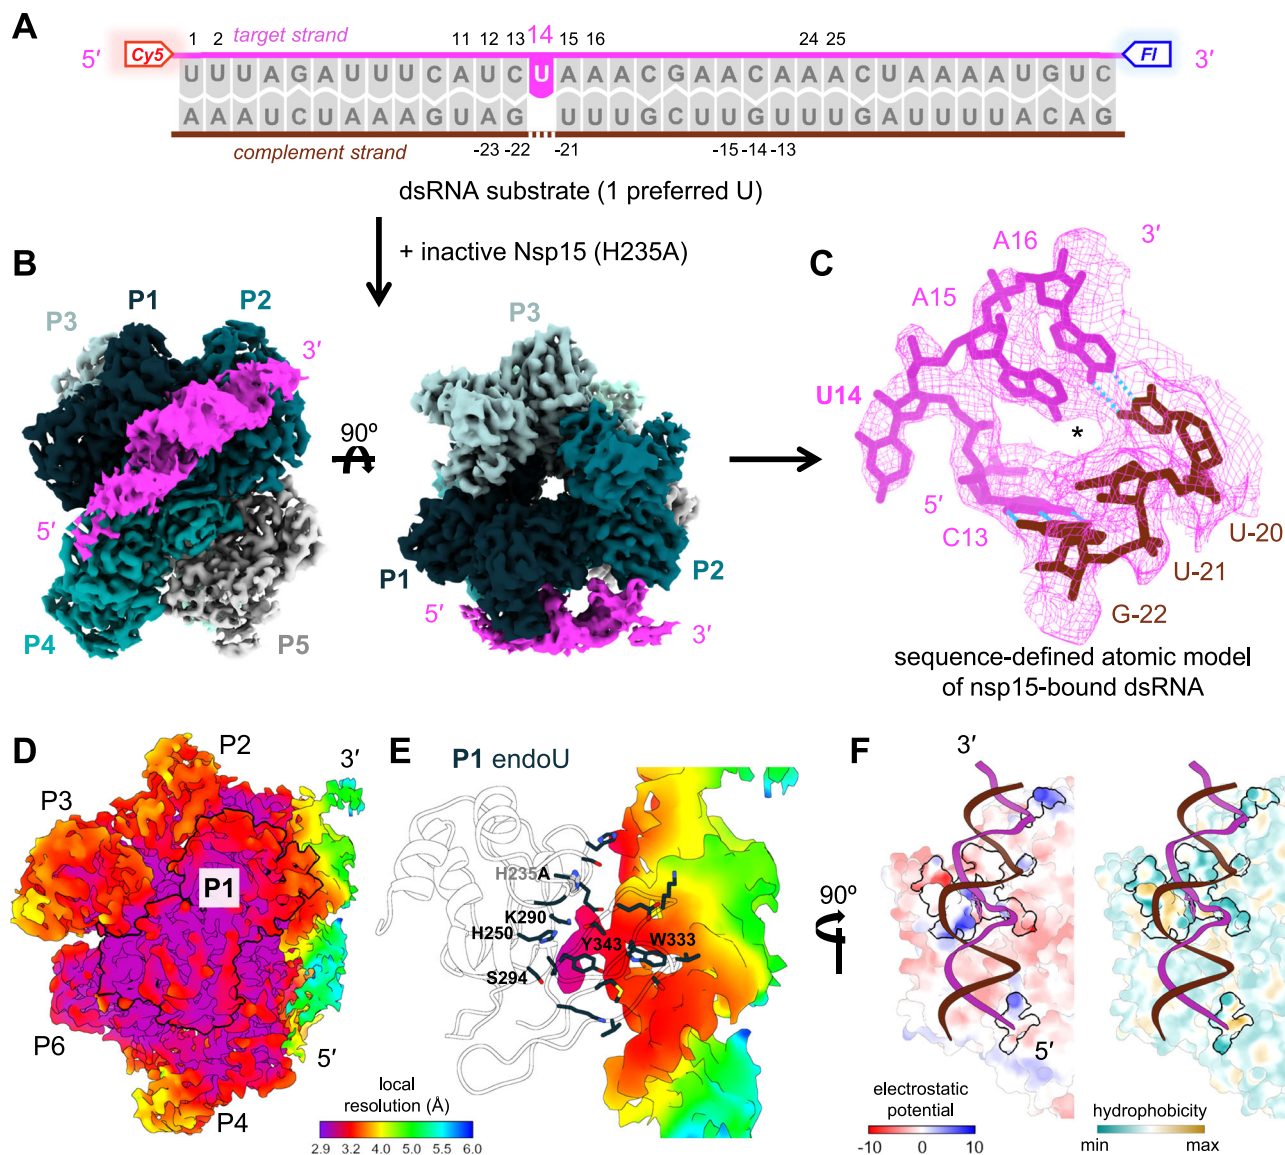 A
1 2 target strand 11 12 13 14 15 16 24 25
5′ Cy5 Fl 3′
U U U A G A U U U C A U C U A A A C G A A C A A A C U A A A A U G U C
A A A U C U A A A G U A G U U U G C U U G U U U G A U U U U A C A G
complement strand -23 -22 -21 -15 -14 -13
dsRNA substrate (1 preferred U)
+ inactive Nsp15 (H235A)
B
P3 P1 P2
3′
5′
P4 P5
90º
P3
P1 P2
5′ 3′
C
A16 3′
A15
U14
*
5′
C13
U-20
U-21
G-22
sequence-defined atomic model
of nsp15-bound dsRNA
D
P2 3′
P3
P1
P6
5′
P4
E
P1 endoU
H235A
K290
H250
Y343 W333
S294
local
resolution (Å)
2.9 3.2 4.0 5.0 5.5 6.0
90º
F
3′
5′
electrostatic
potential
-10 0 10
hydrophobicity
min max